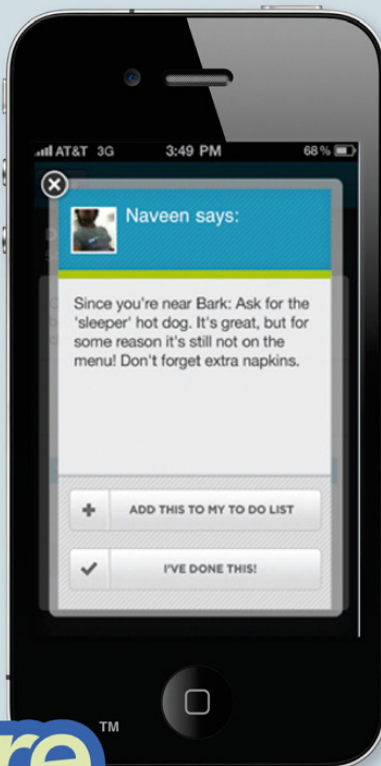 AT&T 3G 3:49 PM 68%
Naveen says:
Since you're near Bark: Ask for the
'sleeper' hot dog. It's great, but for
some reason it's still not on the
menu! Don't forget extra napkins.
ADD THIS TO MY TO DO LIST
I'VE DONE THIS!
TM
re